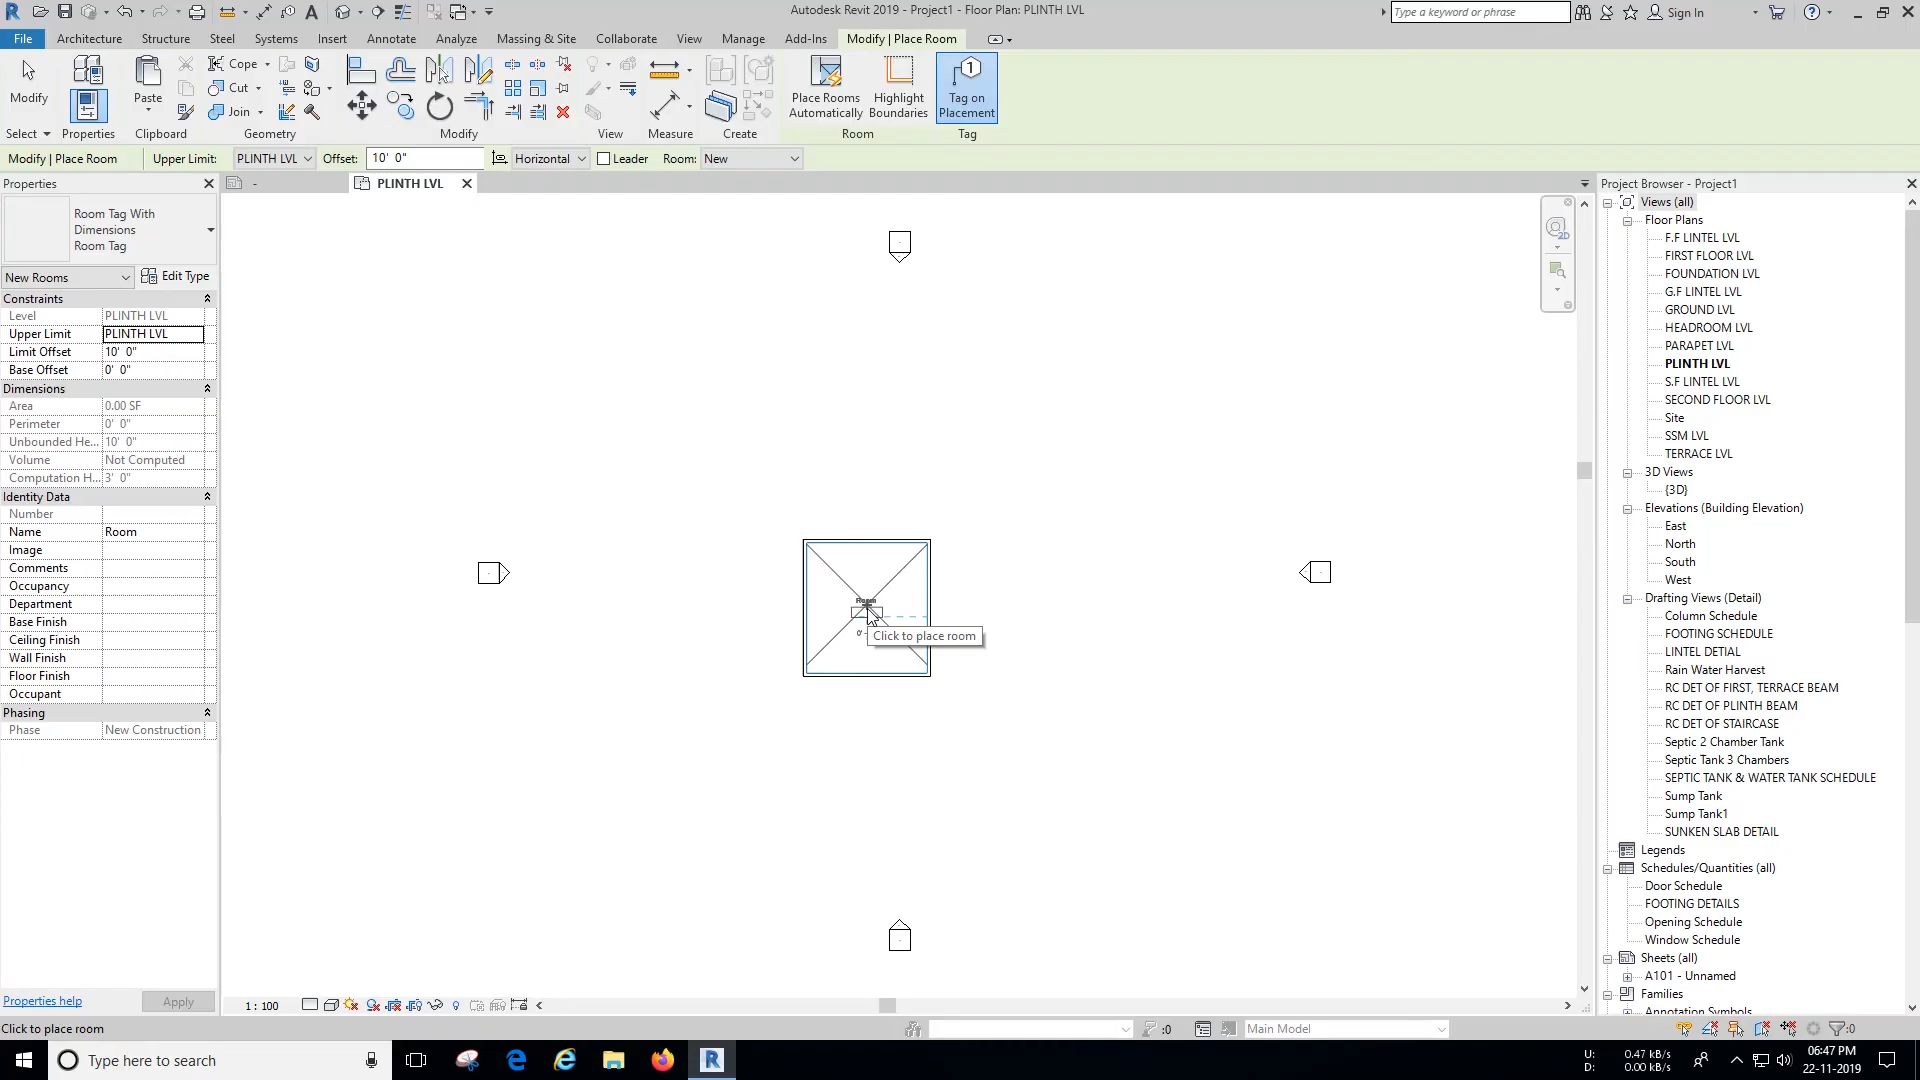 Autodesk Revit 2019 - Project1 - Floor Plan: PLINTH LVL
Type a keyword or phrase
Sign In
File
Architecture
Structure
Steel
Systems
Insert
Annotate
Analyze
Massing & Site
Collaborate
View
Manage
Add-Ins
Modify | Place Room
Modify
Paste
Cope
Cut
Join
Place Rooms
Automatically
Highlight
Boundaries
1
Tag on
Placement
Select
Properties
Clipboard
Geometry
Modify
View
Measure
Create
Room
Tag
Modify | Place Room
Upper Limit:
PLINTH LVL
Offset:
10' 0"
Horizontal
Leader
Room:
New
Properties
-
PLINTH LVL
Room Tag With
Dimensions
Room Tag
New Rooms
Edit Type
Constraints
Level PLINTH LVL
Upper Limit PLINTH LVL
Limit Offset 10' 0"
Base Offset 0' 0"
Dimensions
Area 0.00 SF
Perimeter 0' 0"
Unbounded He... 10' 0"
Volume Not Computed
Computation H... 3' 0"
Identity Data
Number
Name Room
Image
Comments
Occupancy
Department
Base Finish
Ceiling Finish
Wall Finish
Floor Finish
Occupant
Phasing
Phase New Construction
Properties help
Apply
2D
Room
0'
Click to place room
1 : 100
Project Browser - Project1
Views (all)
Floor Plans
F.F LINTEL LVL
FIRST FLOOR LVL
FOUNDATION LVL
G.F LINTEL LVL
GROUND LVL
HEADROOM LVL
PARAPET LVL
PLINTH LVL
S.F LINTEL LVL
SECOND FLOOR LVL
Site
SSM LVL
TERRACE LVL
3D Views
{3D}
Elevations (Building Elevation)
East
North
South
West
Drafting Views (Detail)
Column Schedule
FOOTING SCHEDULE
LINTEL DETIAL
Rain Water Harvest
RC DET OF FIRST, TERRACE BEAM
RC DET OF PLINTH BEAM
RC DET OF STAIRCASE
Septic 2 Chamber Tank
Septic Tank 3 Chambers
SEPTIC TANK & WATER TANK SCHEDULE
Sump Tank
Sump Tank1
SUNKEN SLAB DETAIL
Legends
Schedules/Quantities (all)
Door Schedule
FOOTING DETAILS
Opening Schedule
Window Schedule
Sheets (all)
A101 - Unnamed
Families
Annotation Symbols
Click to place room
:0
Main Model
:0
Type here to search
U: 0.47 kB/s
D: 0.00 kB/s
06:47 PM
22-11-2019